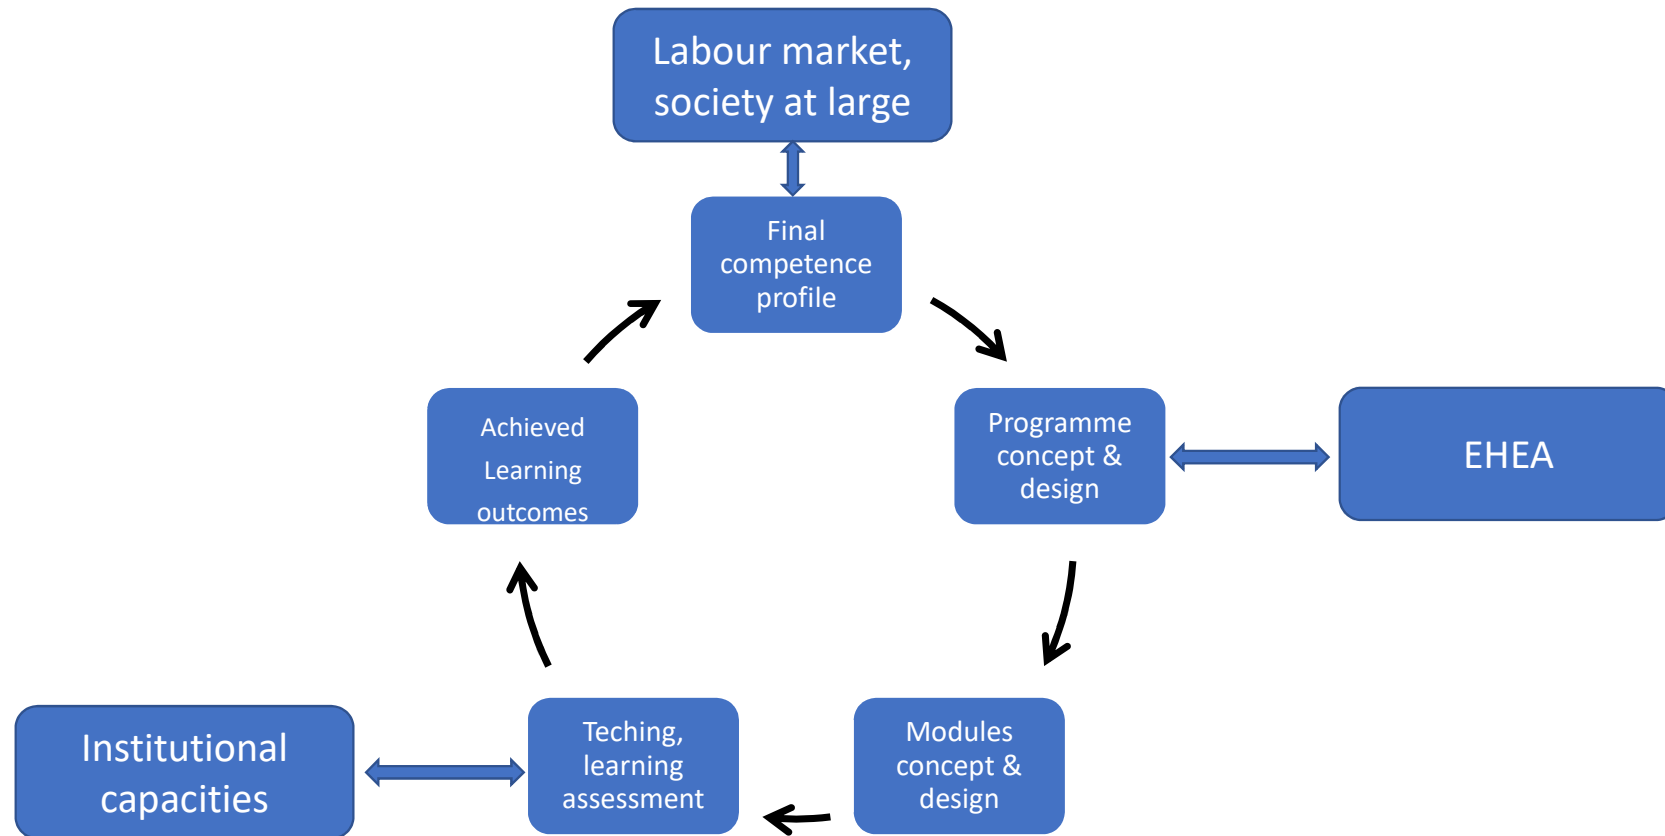 Labour market,
society at large
Final
competence
profile
Achieved
Learning
outcomes
Programme
concept &
design
EHEA
Institutional
capacities
Teching,
learning
assessment
Modules
concept &
design